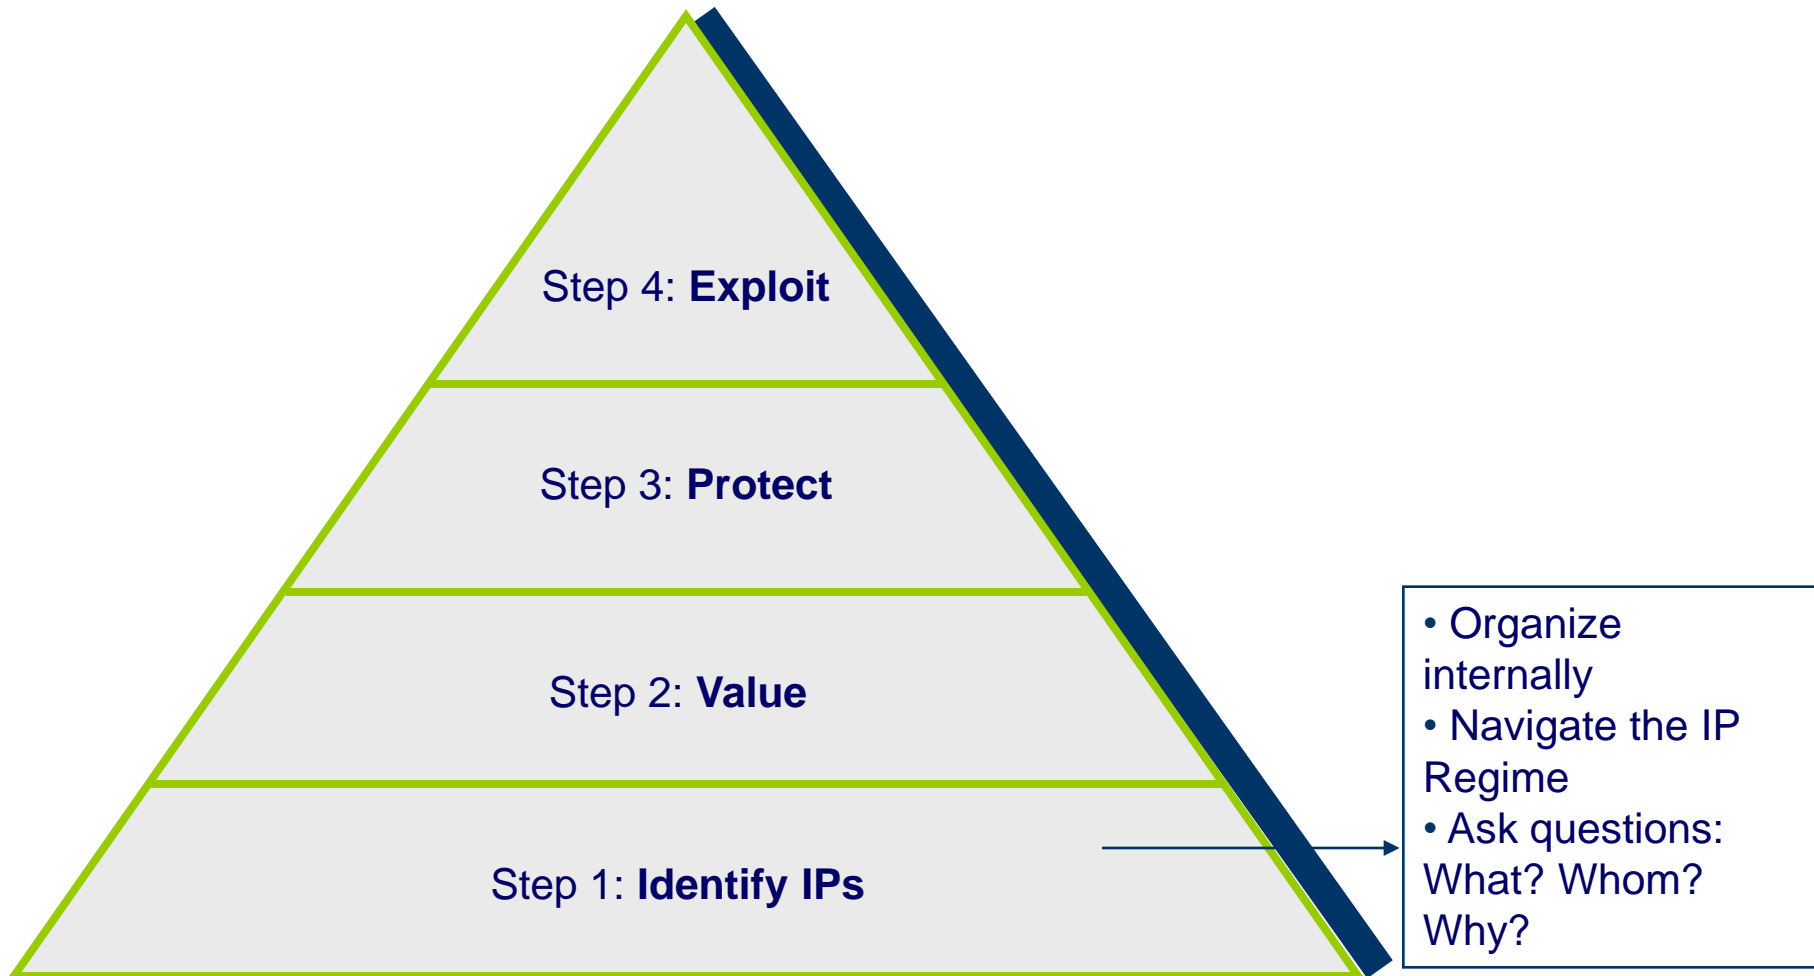 Step 4: Exploit
Step 3: Protect
Step 2: Value
Step 1: Identify IPs
• Organize
internally
• Navigate the IP
Regime
• Ask questions:
What? Whom?
Why?